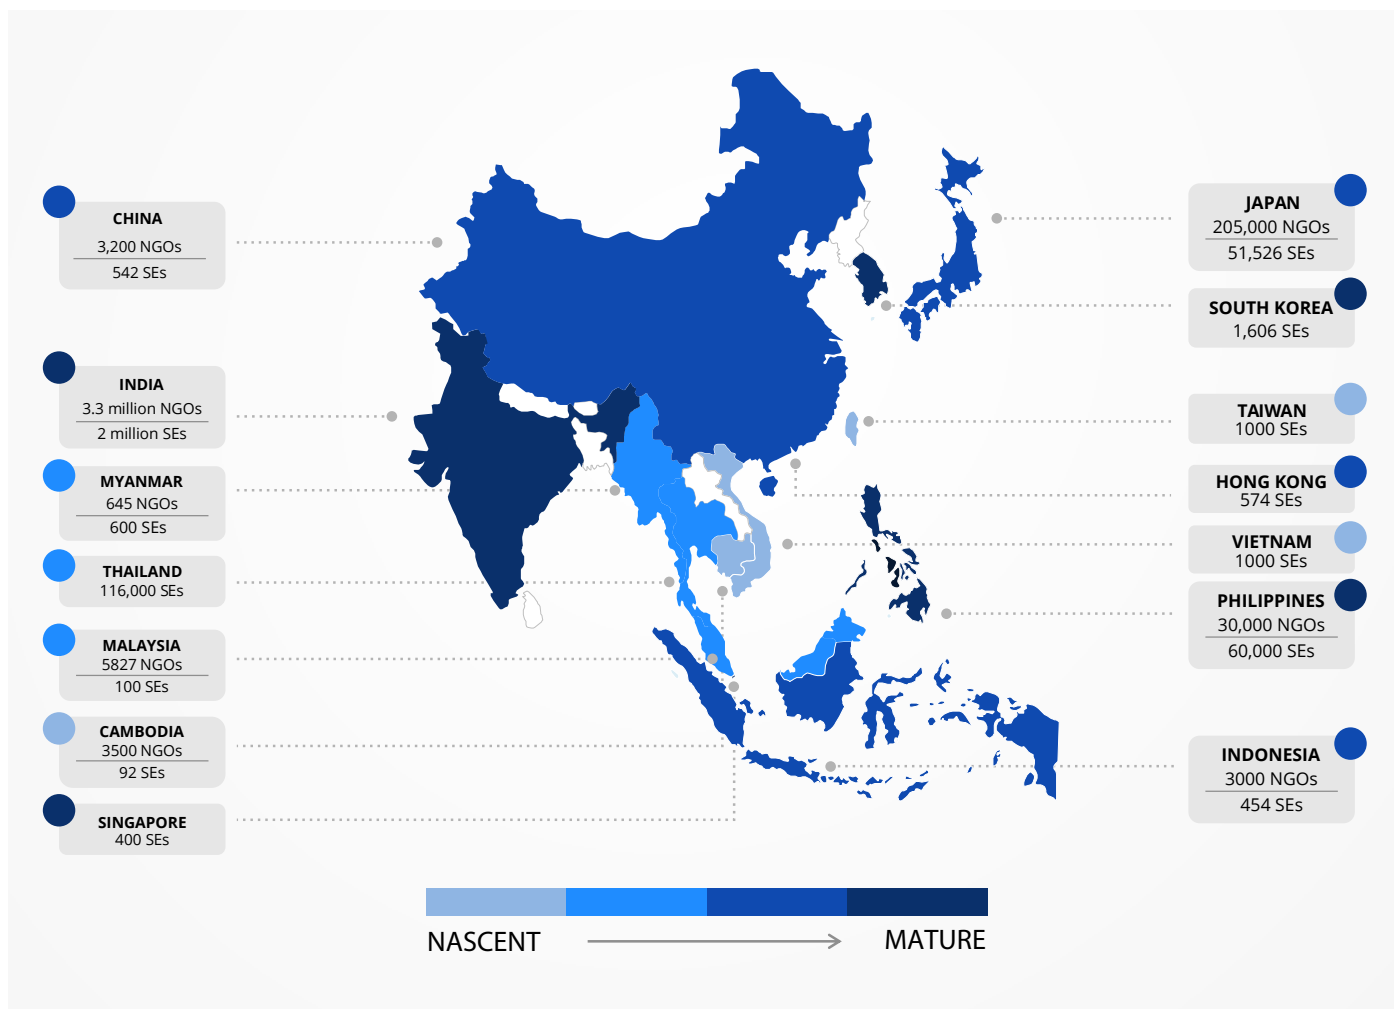 CHINA
3,200 NGOs
542 SEs
INDIA
3.3 million NGOs
2 million SEs
MYANMAR
645 NGOs
600 SEs
THAILAND
116,000 SEs
MALAYSIA
5827 NGOs
100 SEs
CAMBODIA
3500 NGOs
92 SEs
SINGAPORE
400 SEs
JAPAN
205,000 NGOs
51,526 SEs
SOUTH KOREA
1,606 SEs
TAIWAN
1000 SEs
HONG KONG
574 SEs
VIETNAM
1000 SEs
PHILIPPINES
30,000 NGOs
60,000 SEs
INDONESIA
3000 NGOs
454 SEs
NASCENT
MATURE